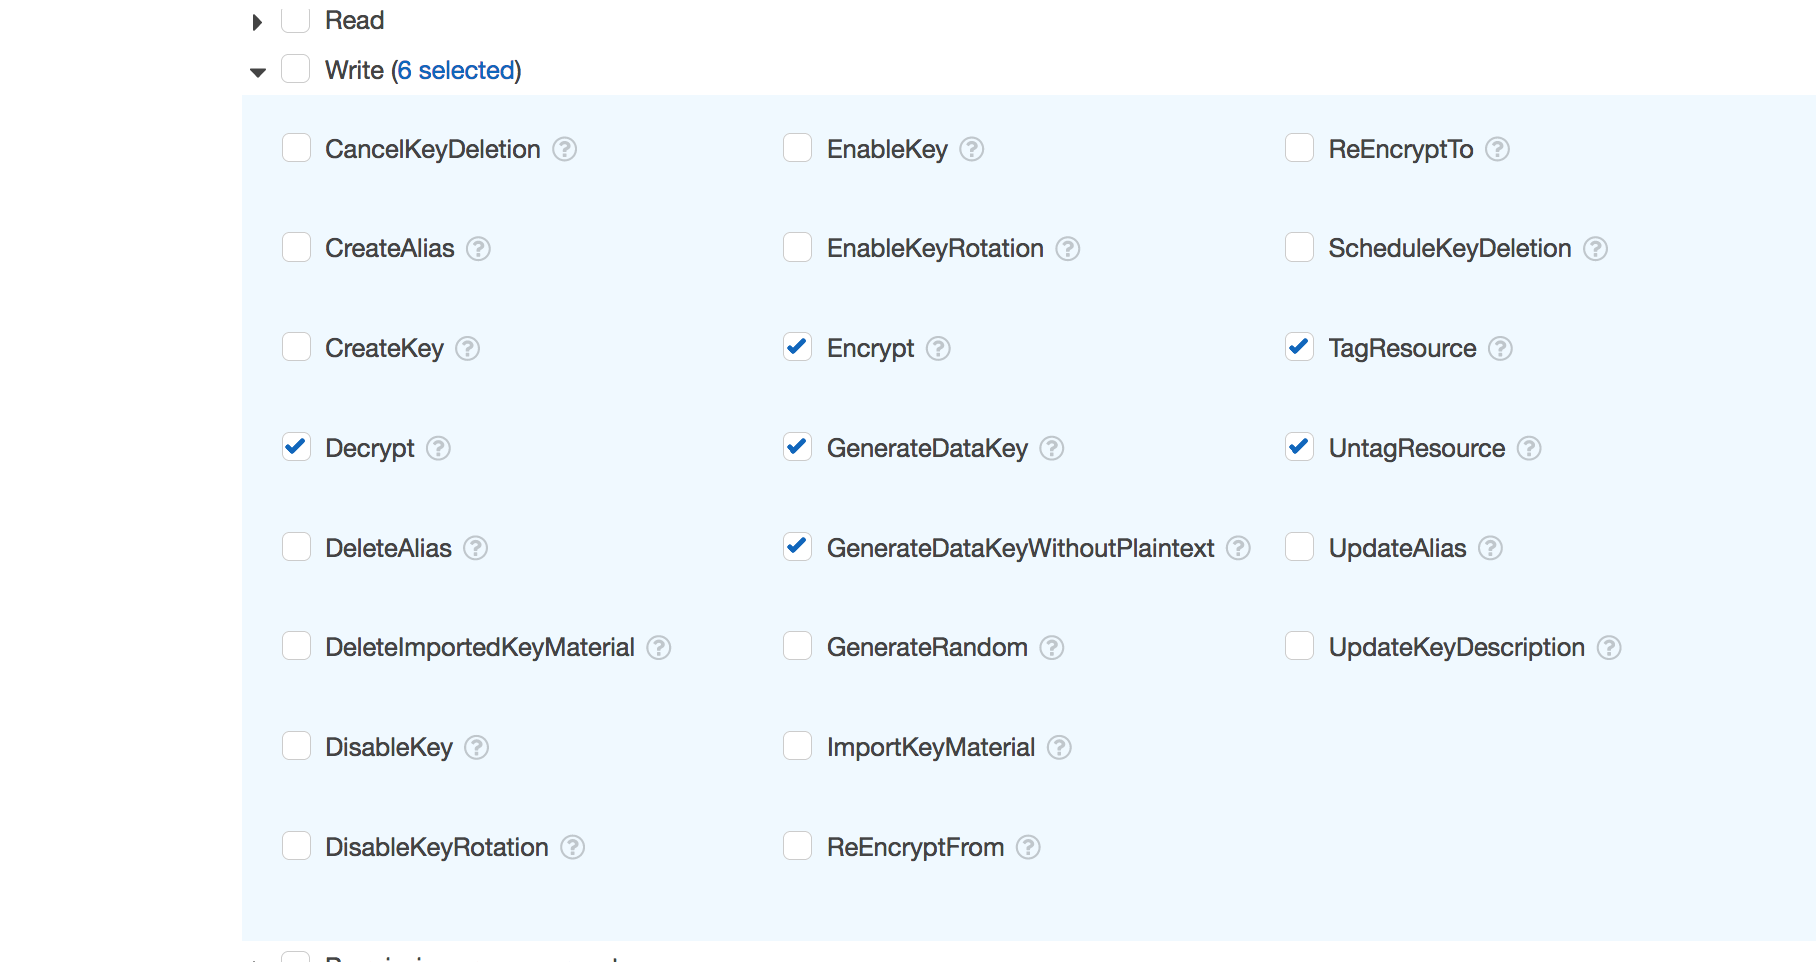 Read
Write (6 selected)
CancelKeyDeletion
EnableKey
ReEncryptTo
CreateAlias
EnableKeyRotation
ScheduleKeyDeletion
CreateKey
Encrypt
TagResource
Decrypt
GenerateDataKey
UntagResource
DeleteAlias
GenerateDataKeyWithoutPlaintext
UpdateAlias
DeleteImportedKeyMaterial
GenerateRandom
UpdateKeyDescription
DisableKey
ImportKeyMaterial
DisableKeyRotation
ReEncryptFrom